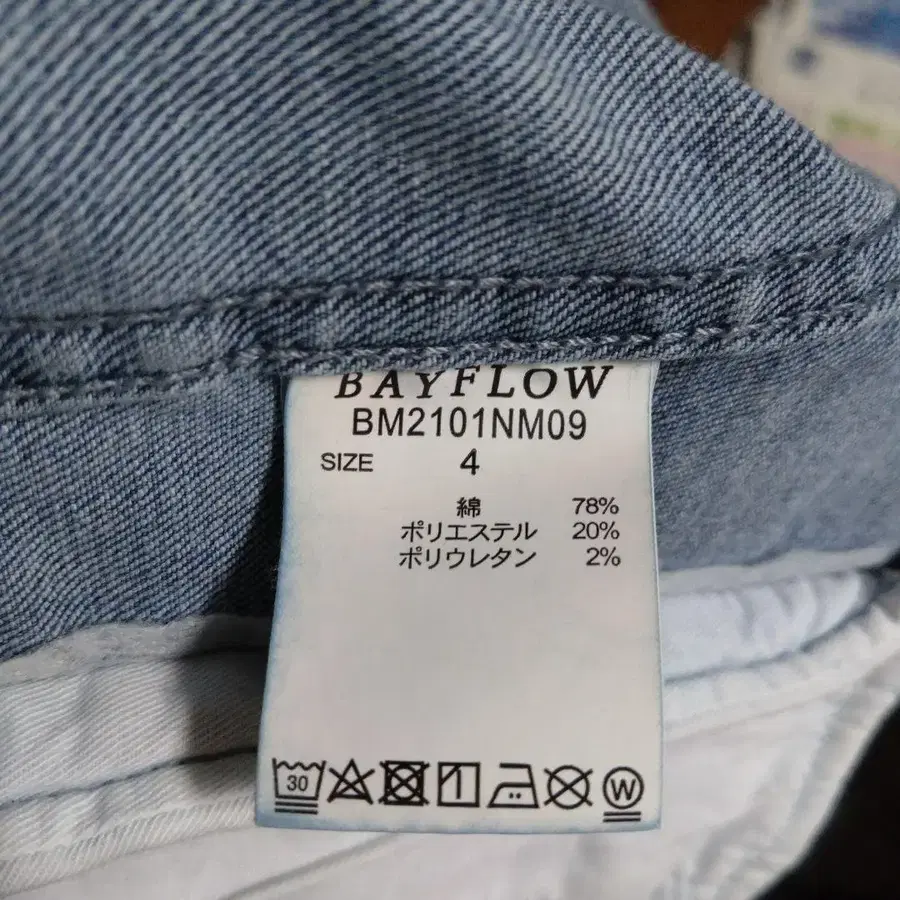 BAYFLOW
BM2101NM09
SIZE 4
綿 78%
ポリエステル 20%
ポリウレタン 2%
30
W